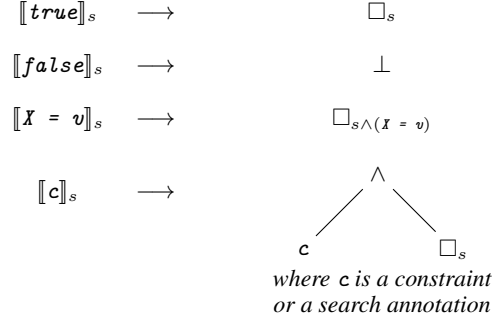 ⟦true⟧ₛ ⟶ □ₛ
⟦false⟧ₛ ⟶ ⊥
⟦X = v⟧ₛ ⟶ □ₛ∧(X = v)
⟦c⟧ₛ ⟶ ∧
c □ₛ
where c is a constraint
or a search annotation